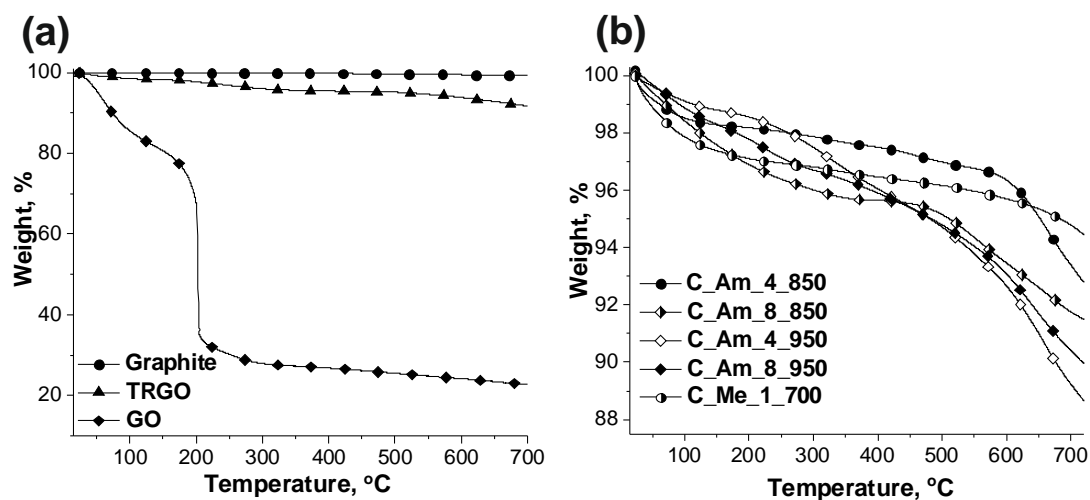 (a)
Weight, %
100
80
60
40
20
Graphite
TRGO
GO
100 200 300 400 500 600 700
Temperature, ºC
(b)
Weight, %
100
98
96
94
92
90
88
C_Am_4_850
C_Am_8_850
C_Am_4_950
C_Am_8_950
C_Me_1_700
100 200 300 400 500 600 700
Temperature, ºC